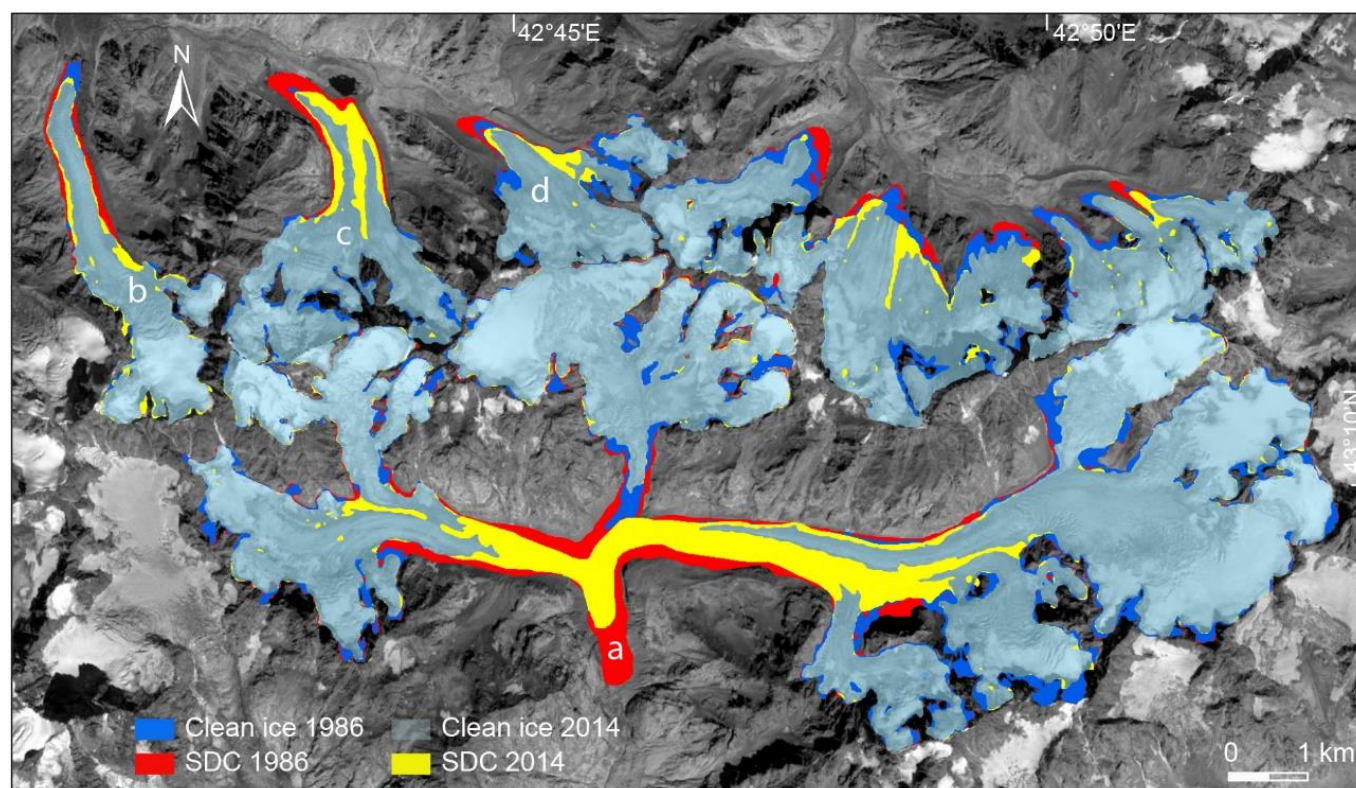 42°45'E
42°50'E
N
b
c
d
43°10'N
a
Clean ice 1986
Clean ice 2014
SDC 1986
SDC 2014
0 1 km